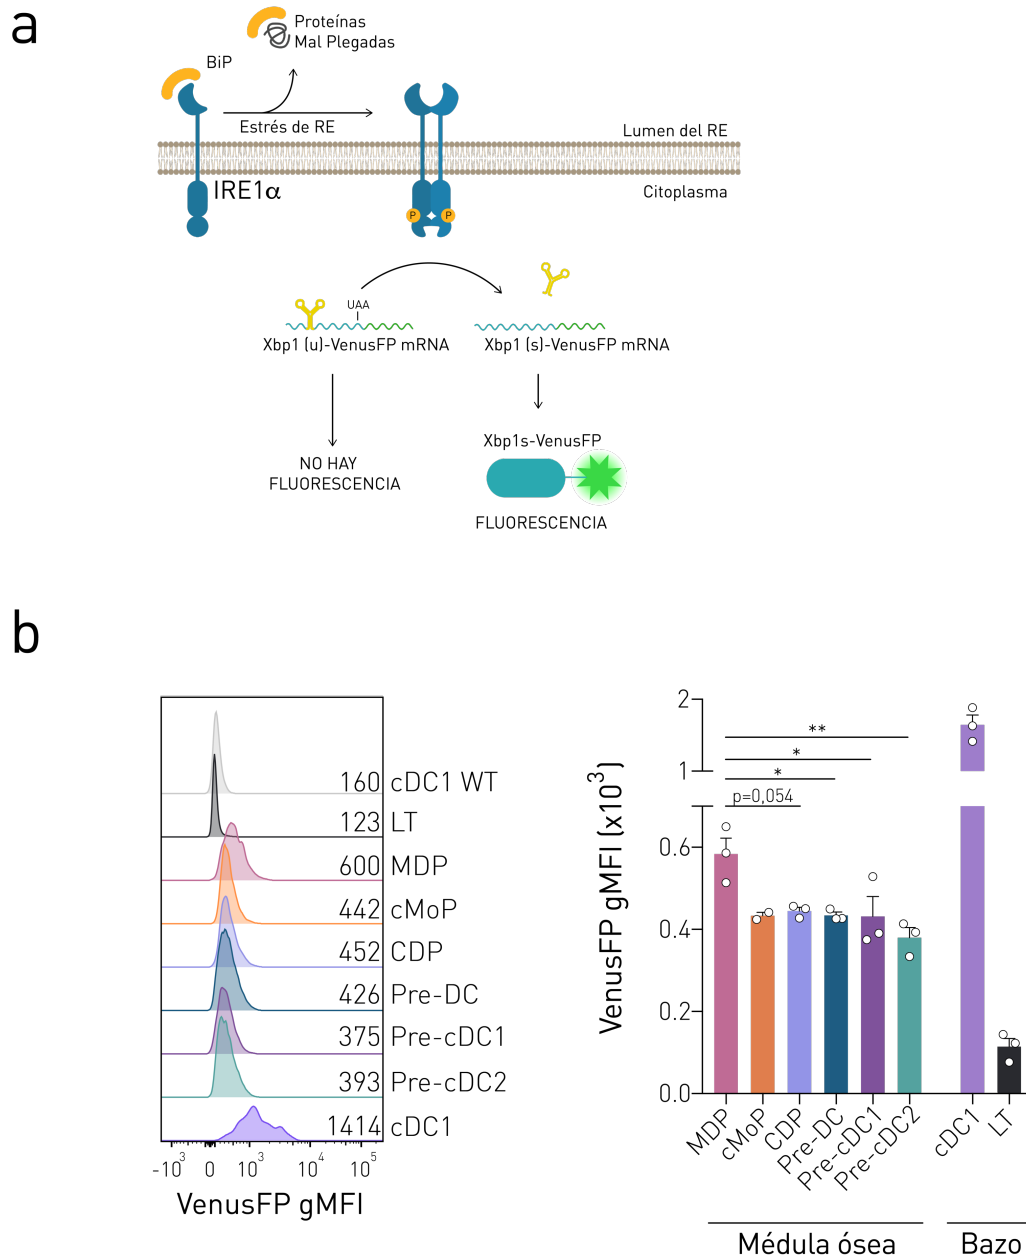 a
Proteínas
Mal Plegadas
BiP
Estrés de RE
Lumen del RE
IRE1α
Citoplasma
P P
UAA
Xbp1 (u)-VenusFP mRNA
Xbp1 (s)-VenusFP mRNA
Xbp1s-VenusFP
NO HAY
FLUORESCENCIA
FLUORESCENCIA
b
160 cDC1 WT
123 LT
600 MDP
442 cMoP
452 CDP
426 Pre-DC
375 Pre-cDC1
393 Pre-cDC2
1414 cDC1
-10³ 0 10³ 10⁴ 10⁵
VenusFP gMFI
VenusFP gMFI (x10³)
2
1
0.6
0.4
0.2
0.0
**
*
*
p=0,054
MDP
cMoP
CDP
Pre-DC
Pre-cDC1
Pre-cDC2
cDC1
LT
Médula ósea
Bazo